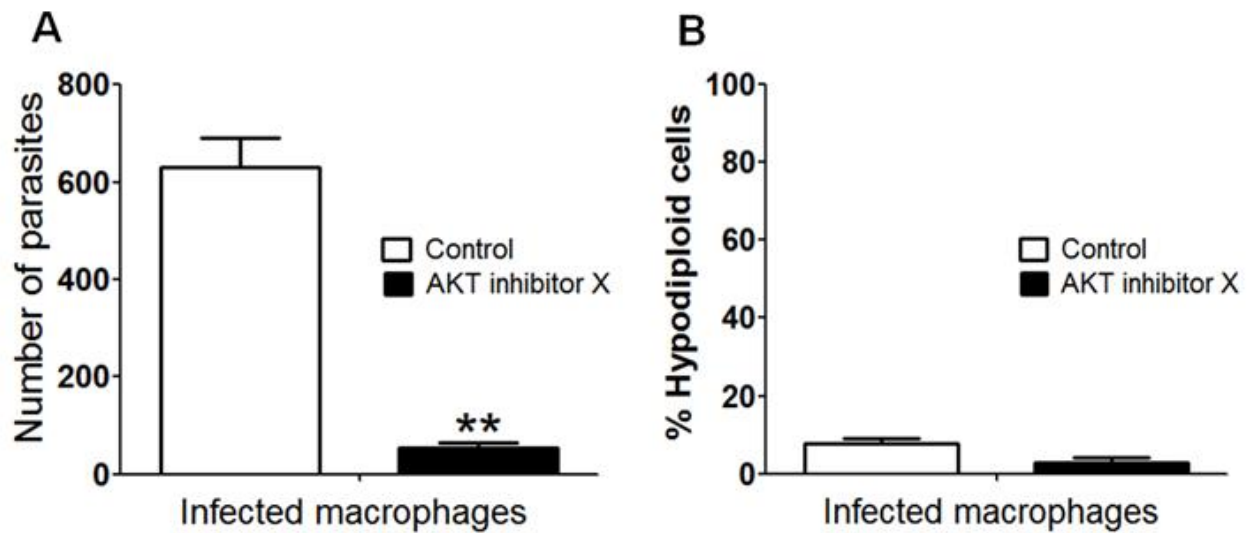 A
Number of parasites
800
600
400
200
0
Control
AKT inhibitor X
**
Infected macrophages
B
% Hypodiploid cells
100
80
60
40
20
0
Control
AKT inhibitor X
Infected macrophages